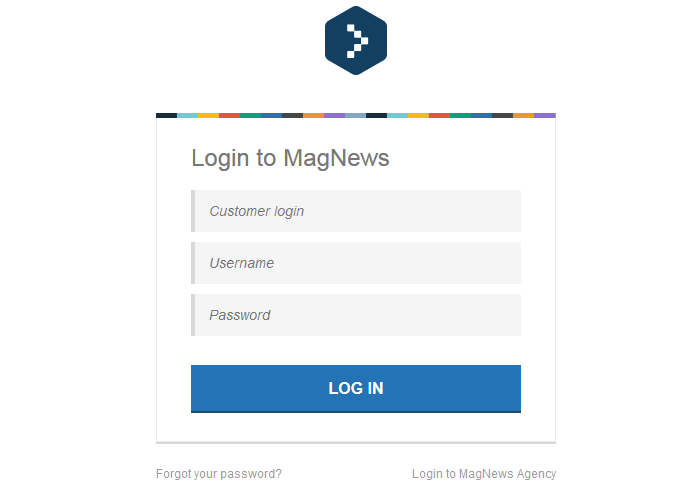 Login to MagNews
Customer login
Username
Password
LOG IN
Forgot your password?
Login to MagNews Agency